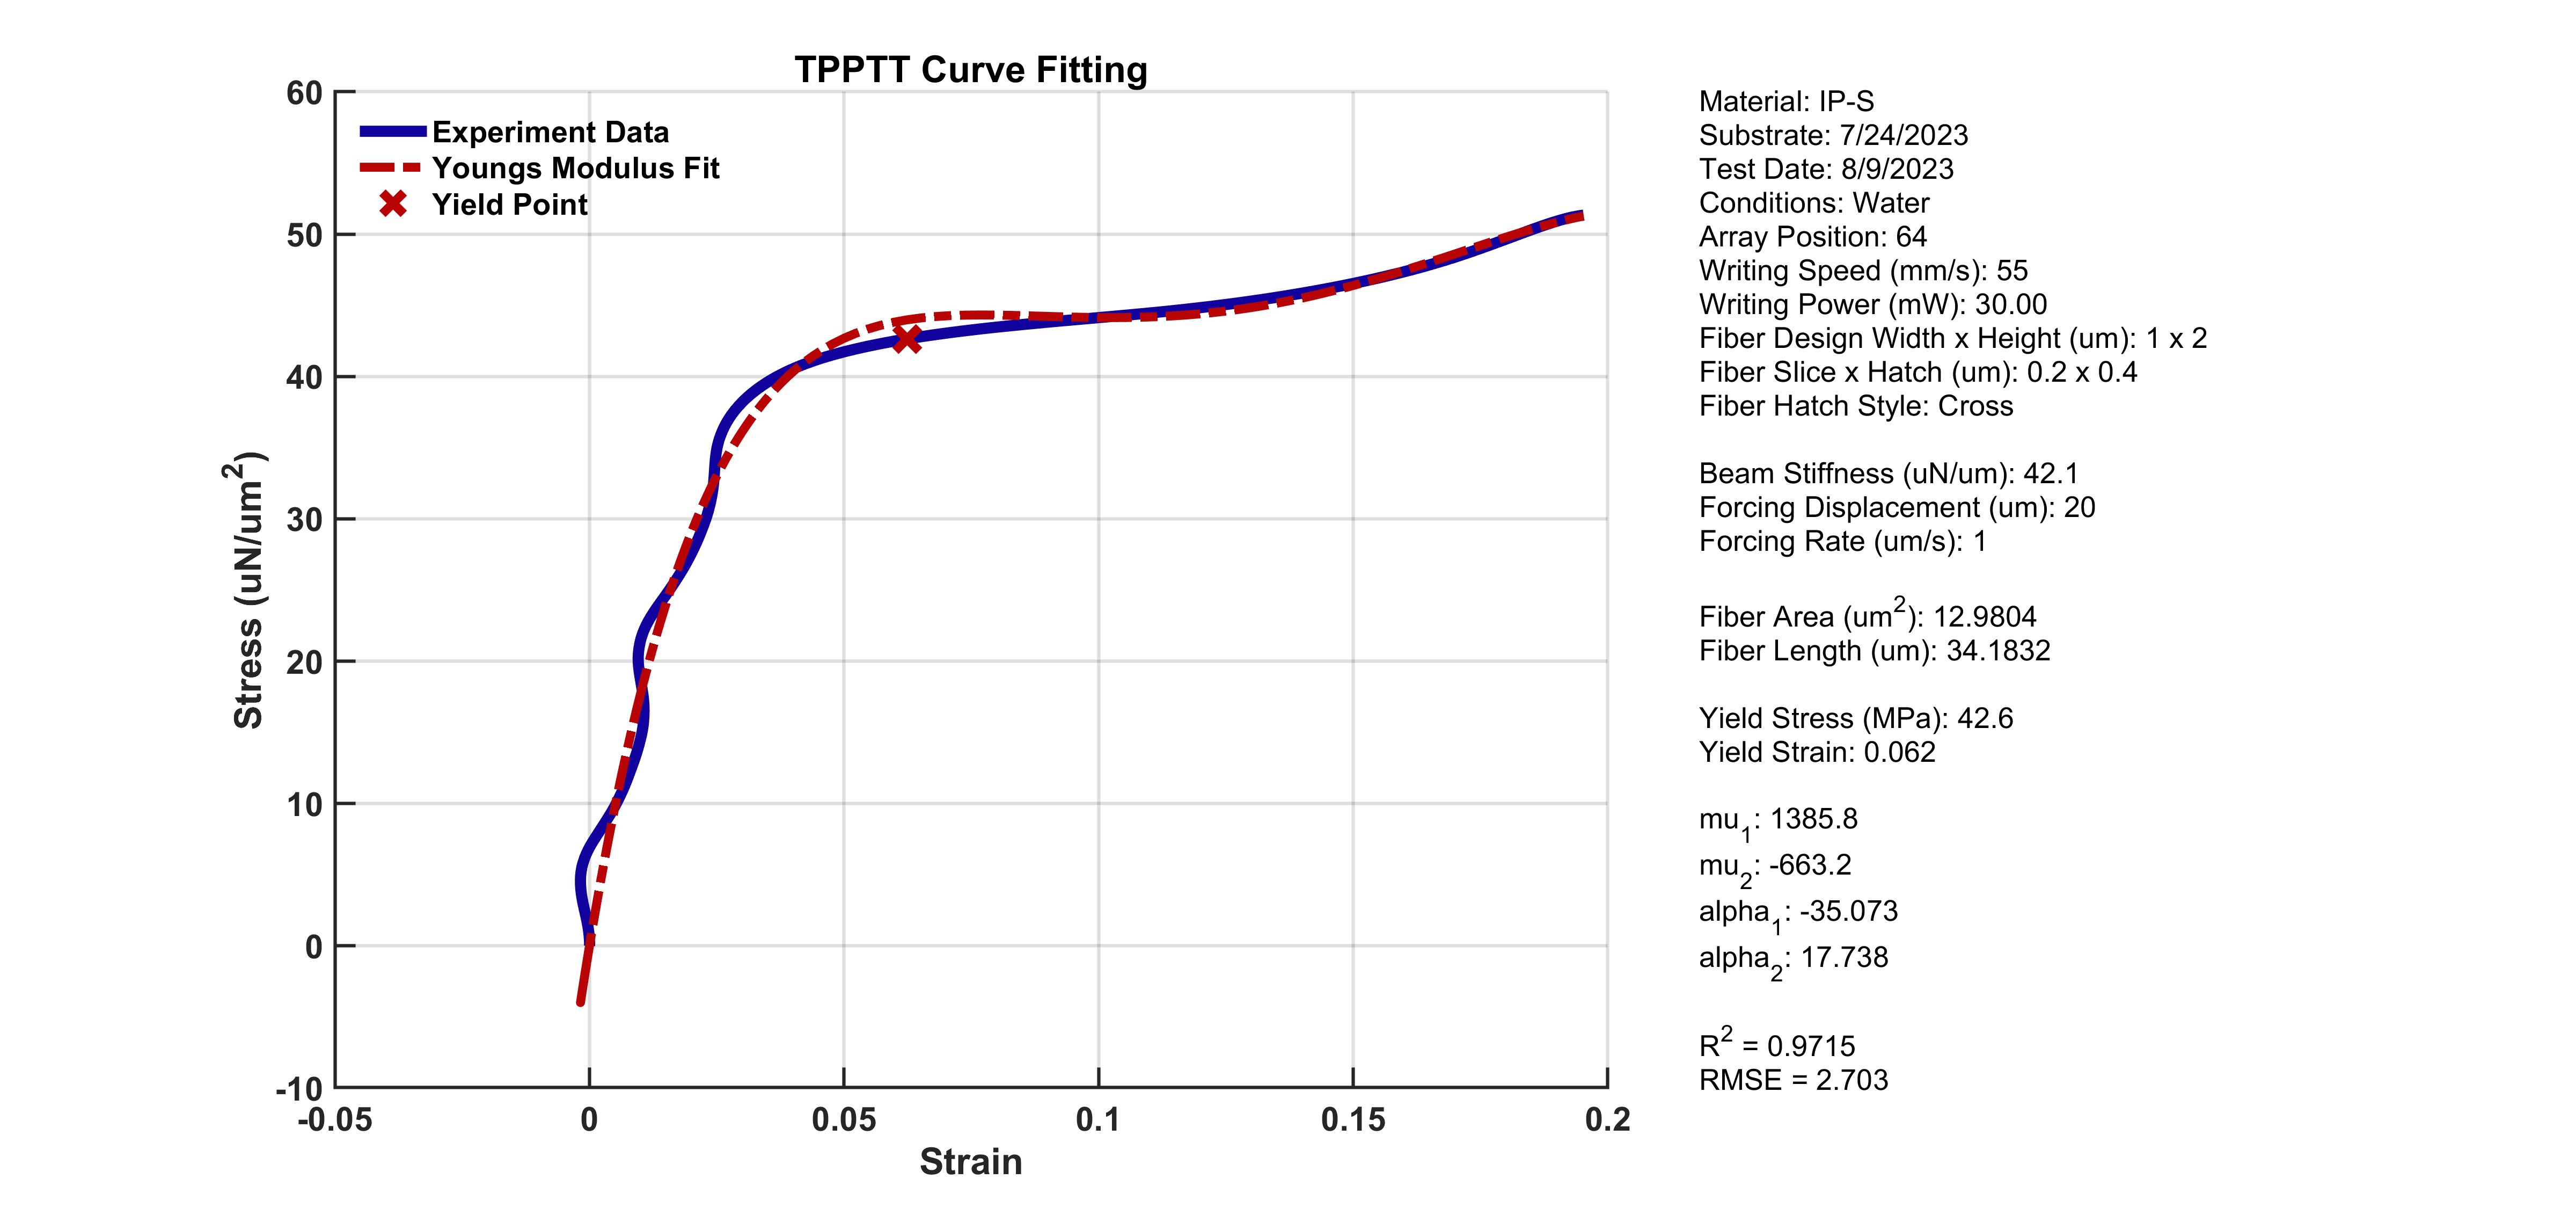 TPPTT Curve Fitting
60
50
40
30
20
10
0
-10
-0.05
0
0.05
0.1
0.15
0.2
Stress (uN/um²)
Strain
Experiment Data
Youngs Modulus Fit
Yield Point
Material: IP-S
Substrate: 7/24/2023
Test Date: 8/9/2023
Conditions: Water
Array Position: 64
Writing Speed (mm/s): 55
Writing Power (mW): 30.00
Fiber Design Width x Height (um): 1 x 2
Fiber Slice x Hatch (um): 0.2 x 0.4
Fiber Hatch Style: Cross
Beam Stiffness (uN/um): 42.1
Forcing Displacement (um): 20
Forcing Rate (um/s): 1
Fiber Area (um²): 12.9804
Fiber Length (um): 34.1832
Yield Stress (MPa): 42.6
Yield Strain: 0.062
mu₁: 1385.8
mu₂: -663.2
alpha₁: -35.073
alpha₂: 17.738
R² = 0.9715
RMSE = 2.703